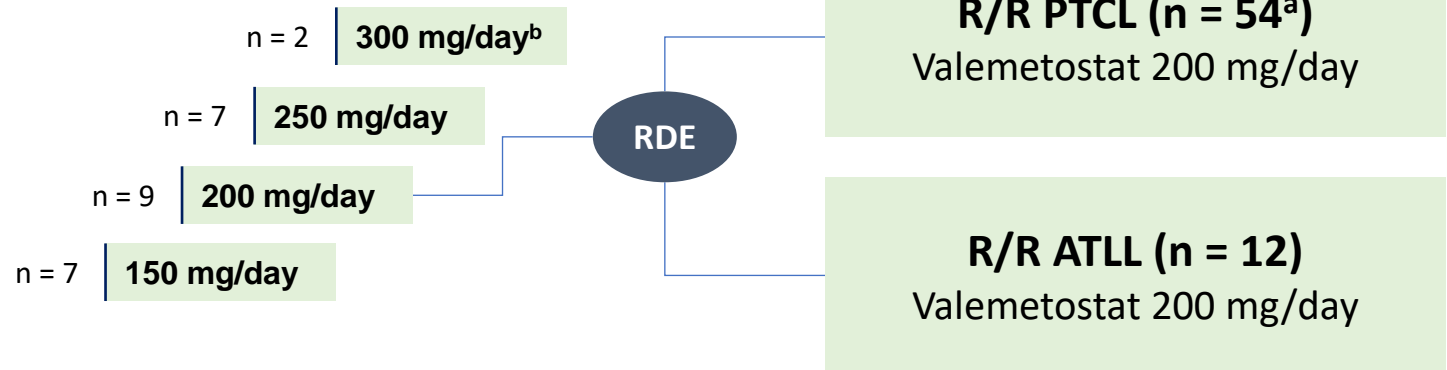 n = 2 300 mg/dayᵇ
n = 7 250 mg/day
n = 9 200 mg/day
n = 7 150 mg/day
RDE
R/R PTCL (n = 54ᵃ)
Valemetostat 200 mg/day
R/R ATLL (n = 12)
Valemetostat 200 mg/day